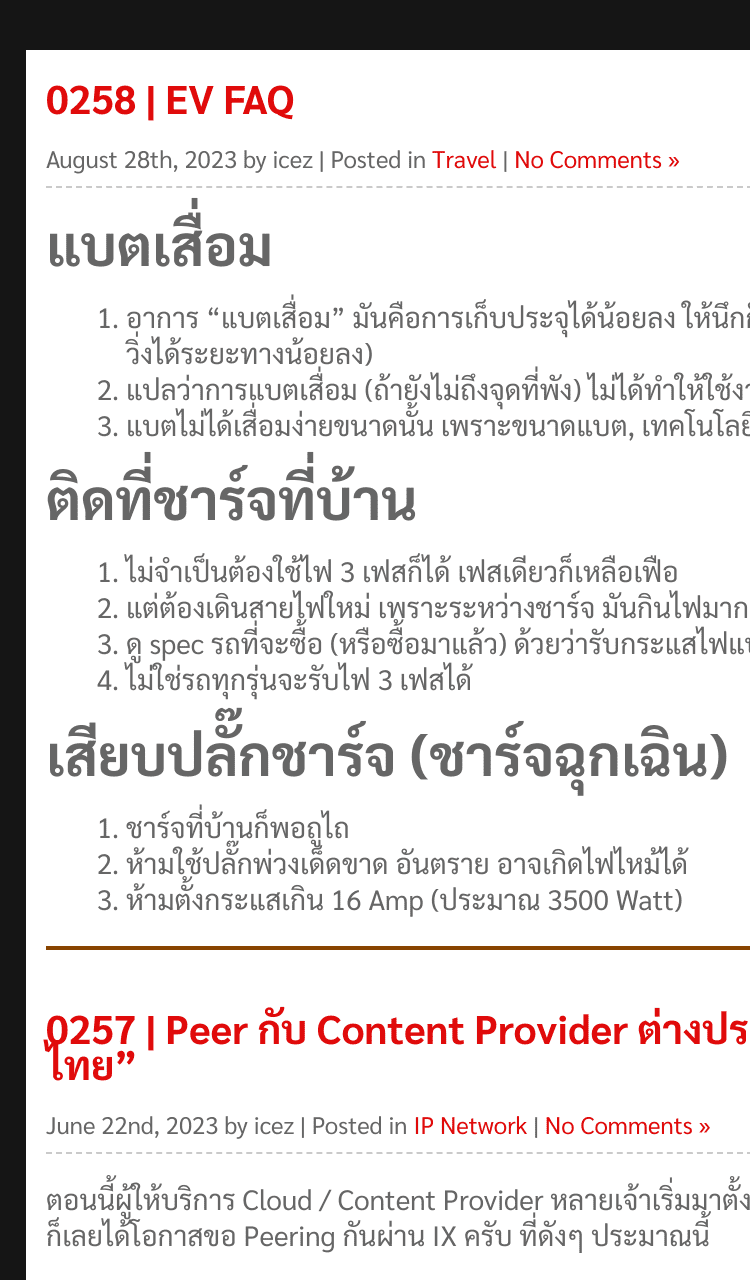 0258 | EV FAQ
August 28th, 2023 by icez | Posted in Travel | No Comments »
แบตเสื่อม
1. อาการ “แบตเสื่อม” มันคือการเก็บประจุได้น้อยลง ให้นึก
วิ่งได้ระยะทางน้อยลง)
2. แปลว่าการแบตเสื่อม (ถ้ายังไม่ถึงจุดที่พัง) ไม่ได้ทำให้ใช้
3. แบตไม่ได้เสื่อมง่ายขนาดนั้น เพราะขนาดแบต, เทคโนโลยี
ติดที่ชาร์จที่บ้าน
1. ไม่จำเป็นต้องใช้ไฟ 3 เฟสก็ได้ เฟสเดียวก็เหลือเฟือ
2. แต่ต้องเดินสายไฟใหม่ เพราะระหว่างชาร์จ มันกินไฟมาก
3. ดู spec รถที่จะซื้อ (หรือซื้อมาแล้ว) ด้วยว่ารับกระแสไฟ
4. ไม่ใช่รถทุกรุ่นจะรับไฟ 3 เฟสได้
เสียบปลั๊กชาร์จ (ชาร์จฉุกเฉิน)
1. ชาร์จที่บ้านก็พอถูไถ
2. ห้ามใช้ปลั๊กพ่วงเด็ดขาด อันตราย อาจเกิดไฟไหม้ได้
3. ห้ามตั้งกระแสเกิน 16 Amp (ประมาณ 3500 Watt)
0257 | Peer กับ Content Provider ต่างปร
ไทย”
June 22nd, 2023 by icez | Posted in IP Network | No Comments »
ตอนนี้ผู้ให้บริการ Cloud / Content Provider หลายเจ้าเริ่มมาตั้ง
ก็เลยได้โอกาสขอ Peering กันผ่าน IX ครับ ที่ดังๆ ประมาณนี้